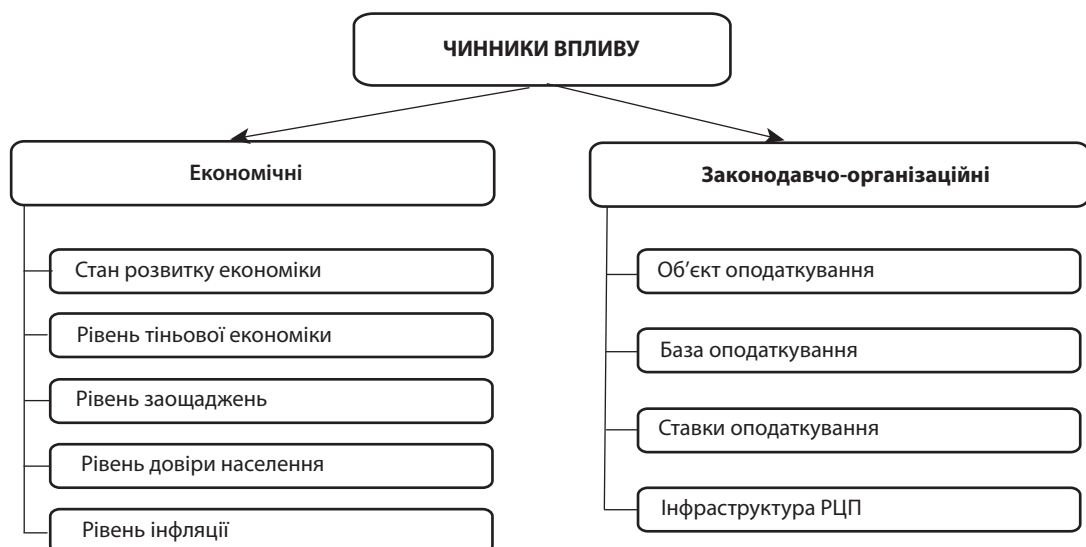 ЧИННИКИ ВПЛИВУ
Економічні
Стан розвитку економіки
Рівень тіньової економіки
Рівень заощаджень
Рівень довіри населення
Рівень інфляції
Законодавчо-організаційні
Об’єкт оподаткування
База оподаткування
Ставки оподаткування
Інфраструктура РЦП